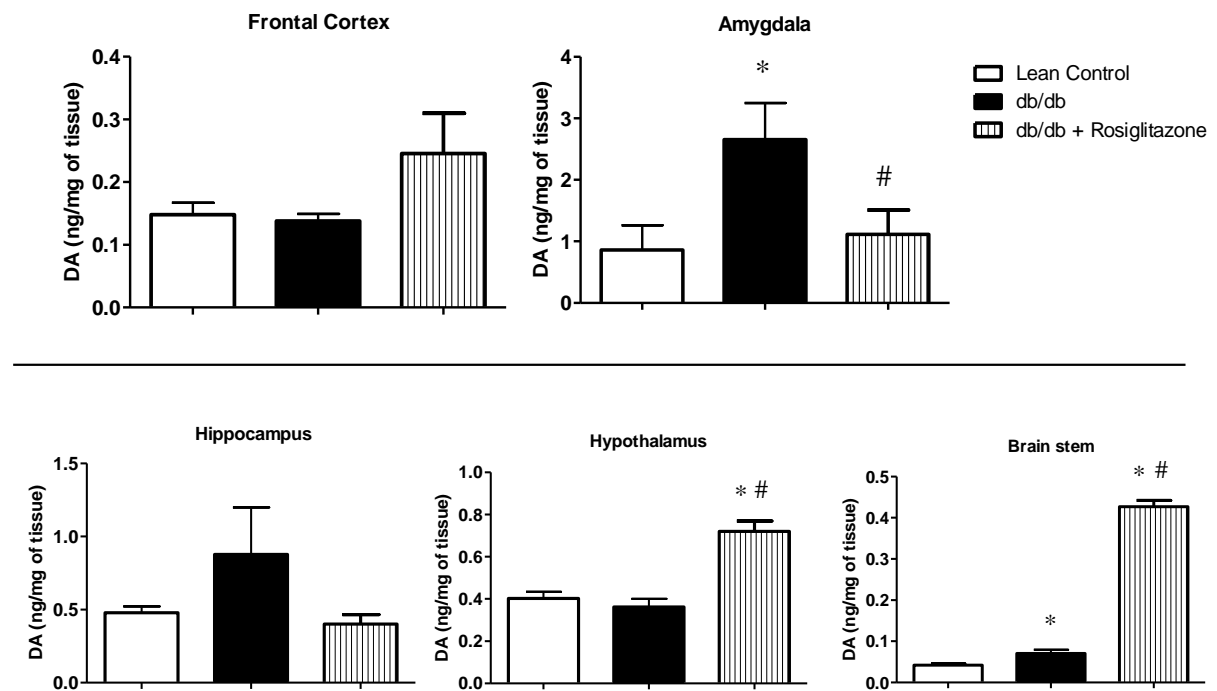 Frontal Cortex
DA (ng/mg of tissue)
0.4
0.3
0.2
0.1
0.0
Amygdala
DA (ng/mg of tissue)
4
3
2
1
0
*
#
Lean Control
db/db
db/db + Rosiglitazone
Hippocampus
DA (ng/mg of tissue)
1.5
1.0
0.5
0.0
Hypothalamus
DA (ng/mg of tissue)
1.0
0.8
0.6
0.4
0.2
0.0
* #
Brain stem
DA (ng/mg of tissue)
0.5
0.4
0.3
0.2
0.1
0.0
*
* #